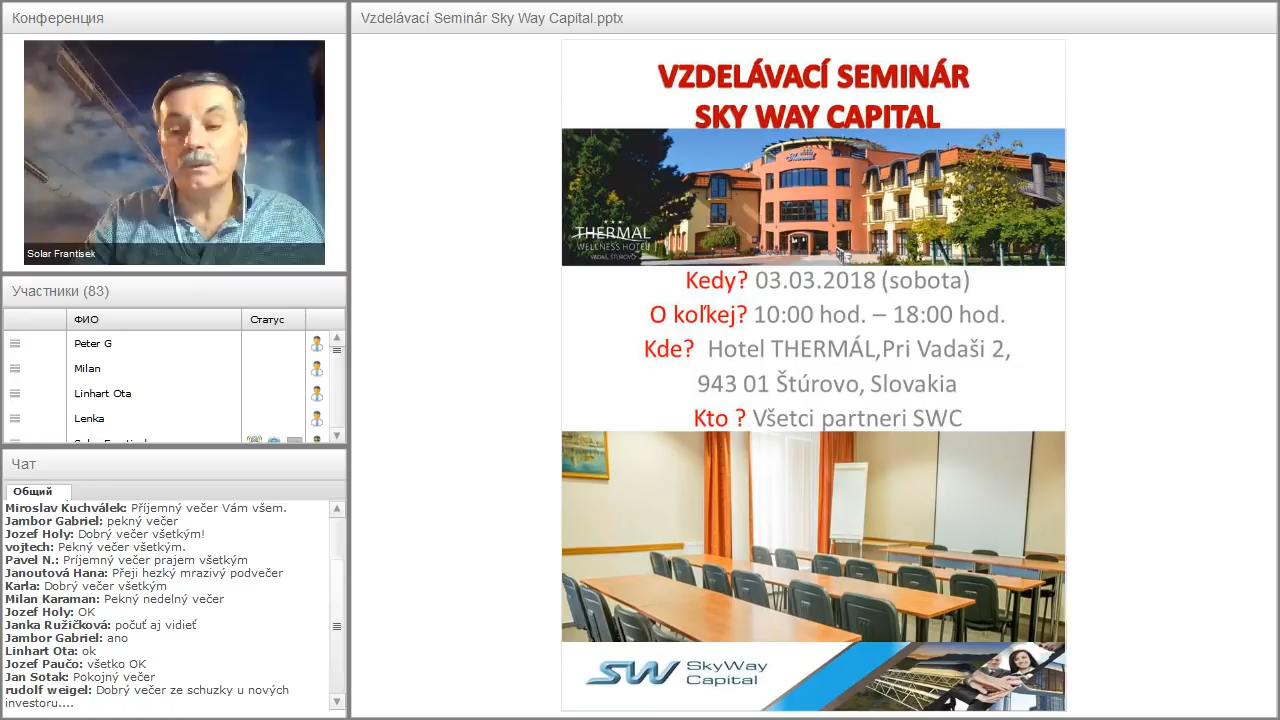 Конференция
Solar Frantisek
Участники (83)
ФИО
Статус
Peter G
Milan
Linhart Ota
Lenka
Чат
Общий
Miroslav Kuchválek: Příjemný večer Vám všem.
Jambor Gabriel: pekný večer
Jozef Holy: Dobrý večer všetkým!
vojtech: Pekný večer všetkým.
Pavel N.: Príjemný večer prajem všetkým
Janoutová Hana: Přeji hezký mrazivý podvečer
Karla: Dobrý večer všetkým
Milan Karaman: Pekný nedelný večer
Jozef Holy: OK
Janka Ružičková: počuť aj vidieť
Jambor Gabriel: ano
Linhart Ota: ok
Jozef Paučo: všetko OK
Jan Sotak: Pokojný večer
rudolf weigel: Dobrý večer ze schuzky u nových
investoru....
Vzdelávací Seminár Sky Way Capital.pptx
VZDELÁVACÍ SEMINÁR
SKY WAY CAPITAL
THERMAL
WELLNESS HOTEL
VADAŠ, ŠTÚROVO
Kedy? 03.03.2018 (sobota)
O koľkej? 10:00 hod. – 18:00 hod.
Kde? Hotel THERMÁL,Pri Vadaši 2,
943 01 Štúrovo, Slovakia
Kto ? Všetci partneri SWC
SW SkyWay
Capital